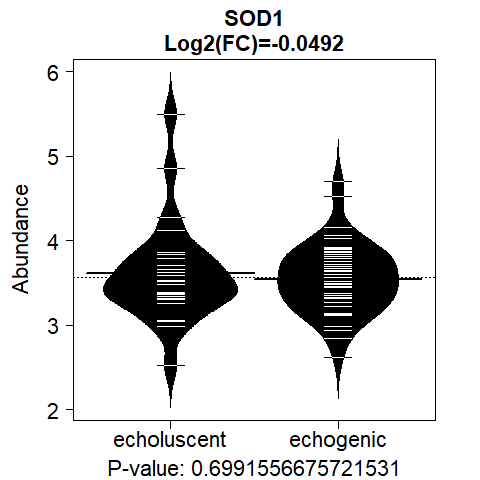 SOD1
Log2(FC)=-0.0492
Abundance
6
5
4
3
2
echoluscent echogenic
P-value: 0.6991556675721531